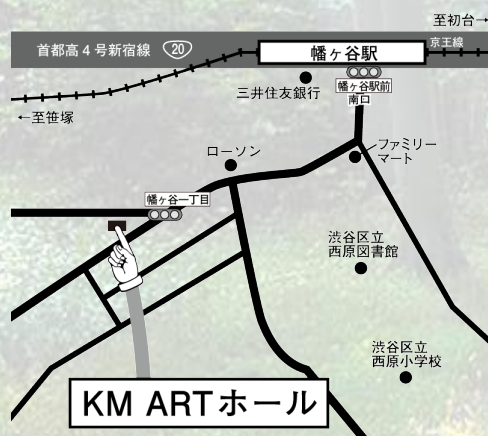 至初台→
首都高4号新宿線 20
幡ヶ谷駅
京王線
幡ヶ谷駅前
南口
三井住友銀行
←至笹塚
ローソン
ファミリー
マート
幡ヶ谷一丁目
渋谷区立
西原図書館
渋谷区立
西原小学校
KM ARTホール